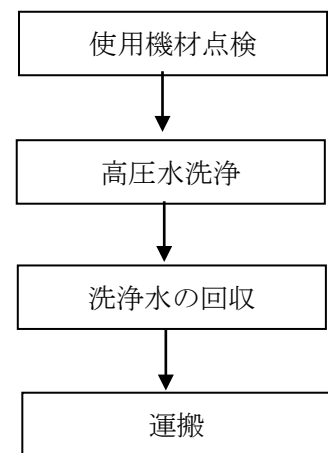 使用機材点検
高圧水洗浄
洗浄水の回収
運搬